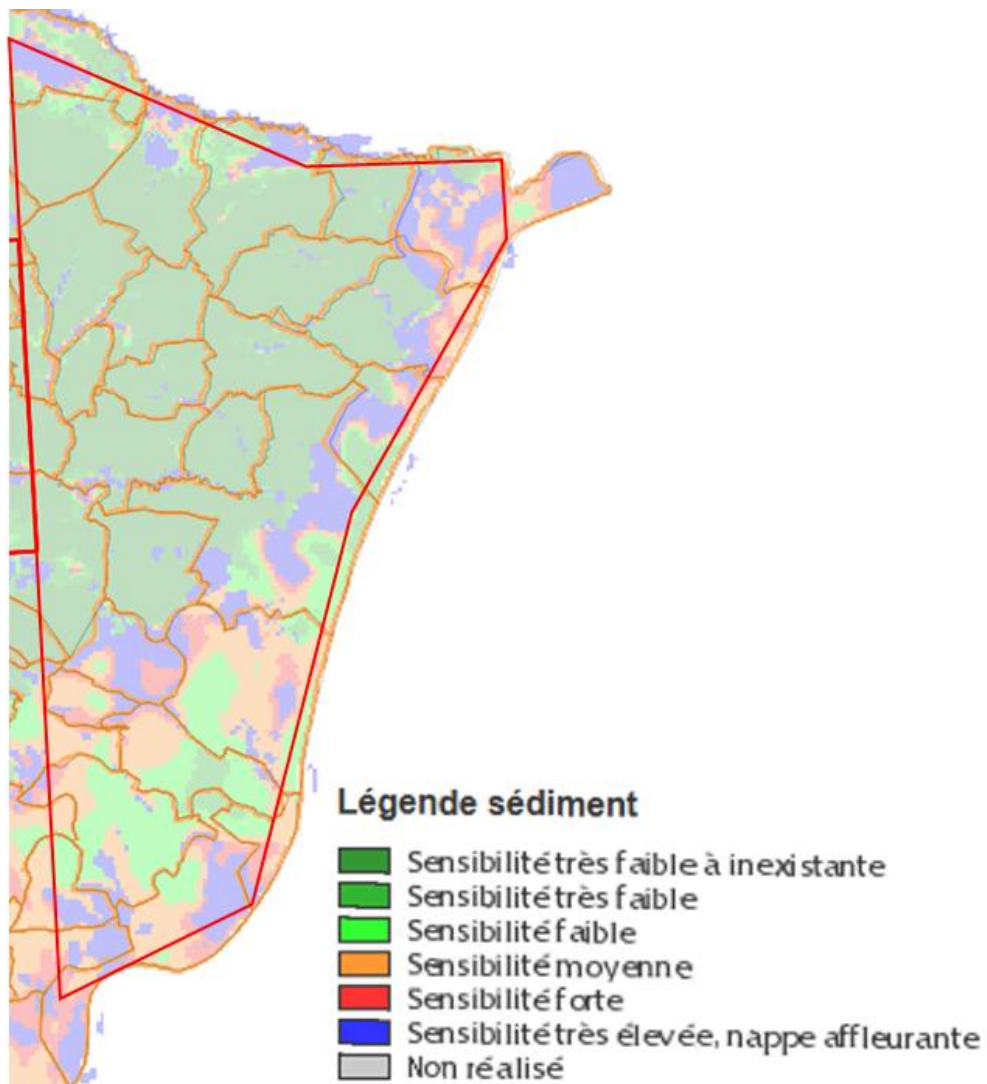 Légende sédiment
Sensibilité très faible à inexistante
Sensibilité très faible
Sensibilité faible
Sensibilité moyenne
Sensibilité forte
Sensibilité très élevée, nappe affleurante
Non réalisé